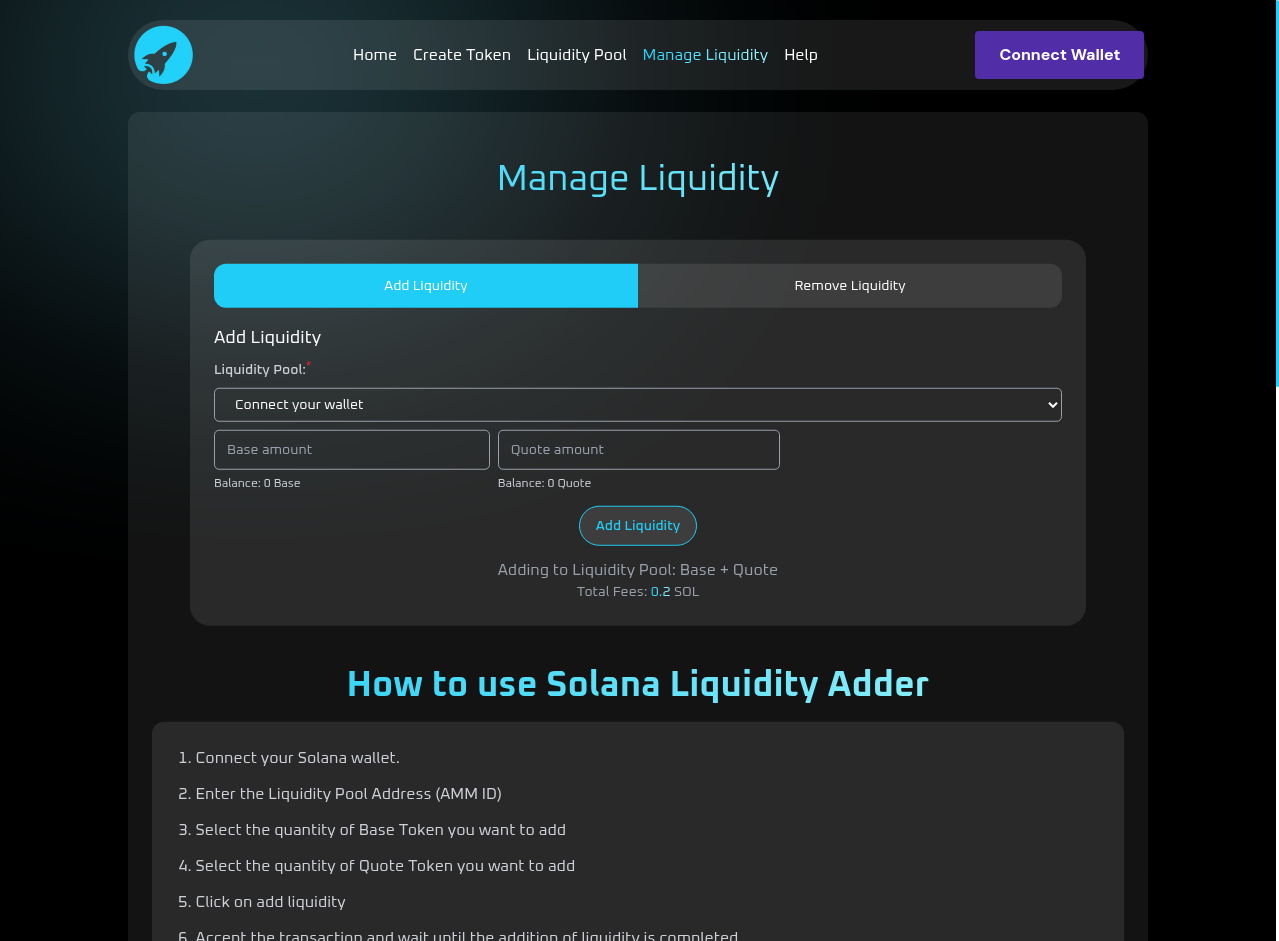 Home Create Token Liquidity Pool Manage Liquidity Help Connect Wallet
Manage Liquidity
Add Liquidity Remove Liquidity
Add Liquidity
Liquidity Pool:*
Connect your wallet
Base amount Quote amount
Balance: 0 Base Balance: 0 Quote
Add Liquidity
Adding to Liquidity Pool: Base + Quote
Total Fees: 0.2 SOL
How to use Solana Liquidity Adder
1. Connect your Solana wallet.
2. Enter the Liquidity Pool Address (AMM ID)
3. Select the quantity of Base Token you want to add
4. Select the quantity of Quote Token you want to add
5. Click on add liquidity
6. Accept the transaction and wait until the addition of liquidity is completed